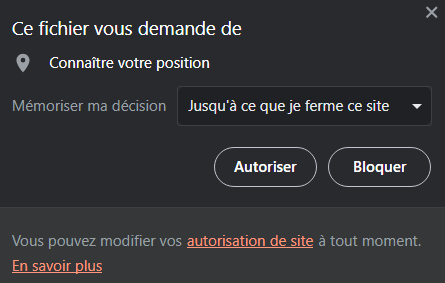 Ce fichier vous demande de
Connaître votre position
Mémoriser ma décision Jusqu'à ce que je ferme ce site
Autoriser Bloquer
Vous pouvez modifier vos autorisation de site à tout moment.
En savoir plus